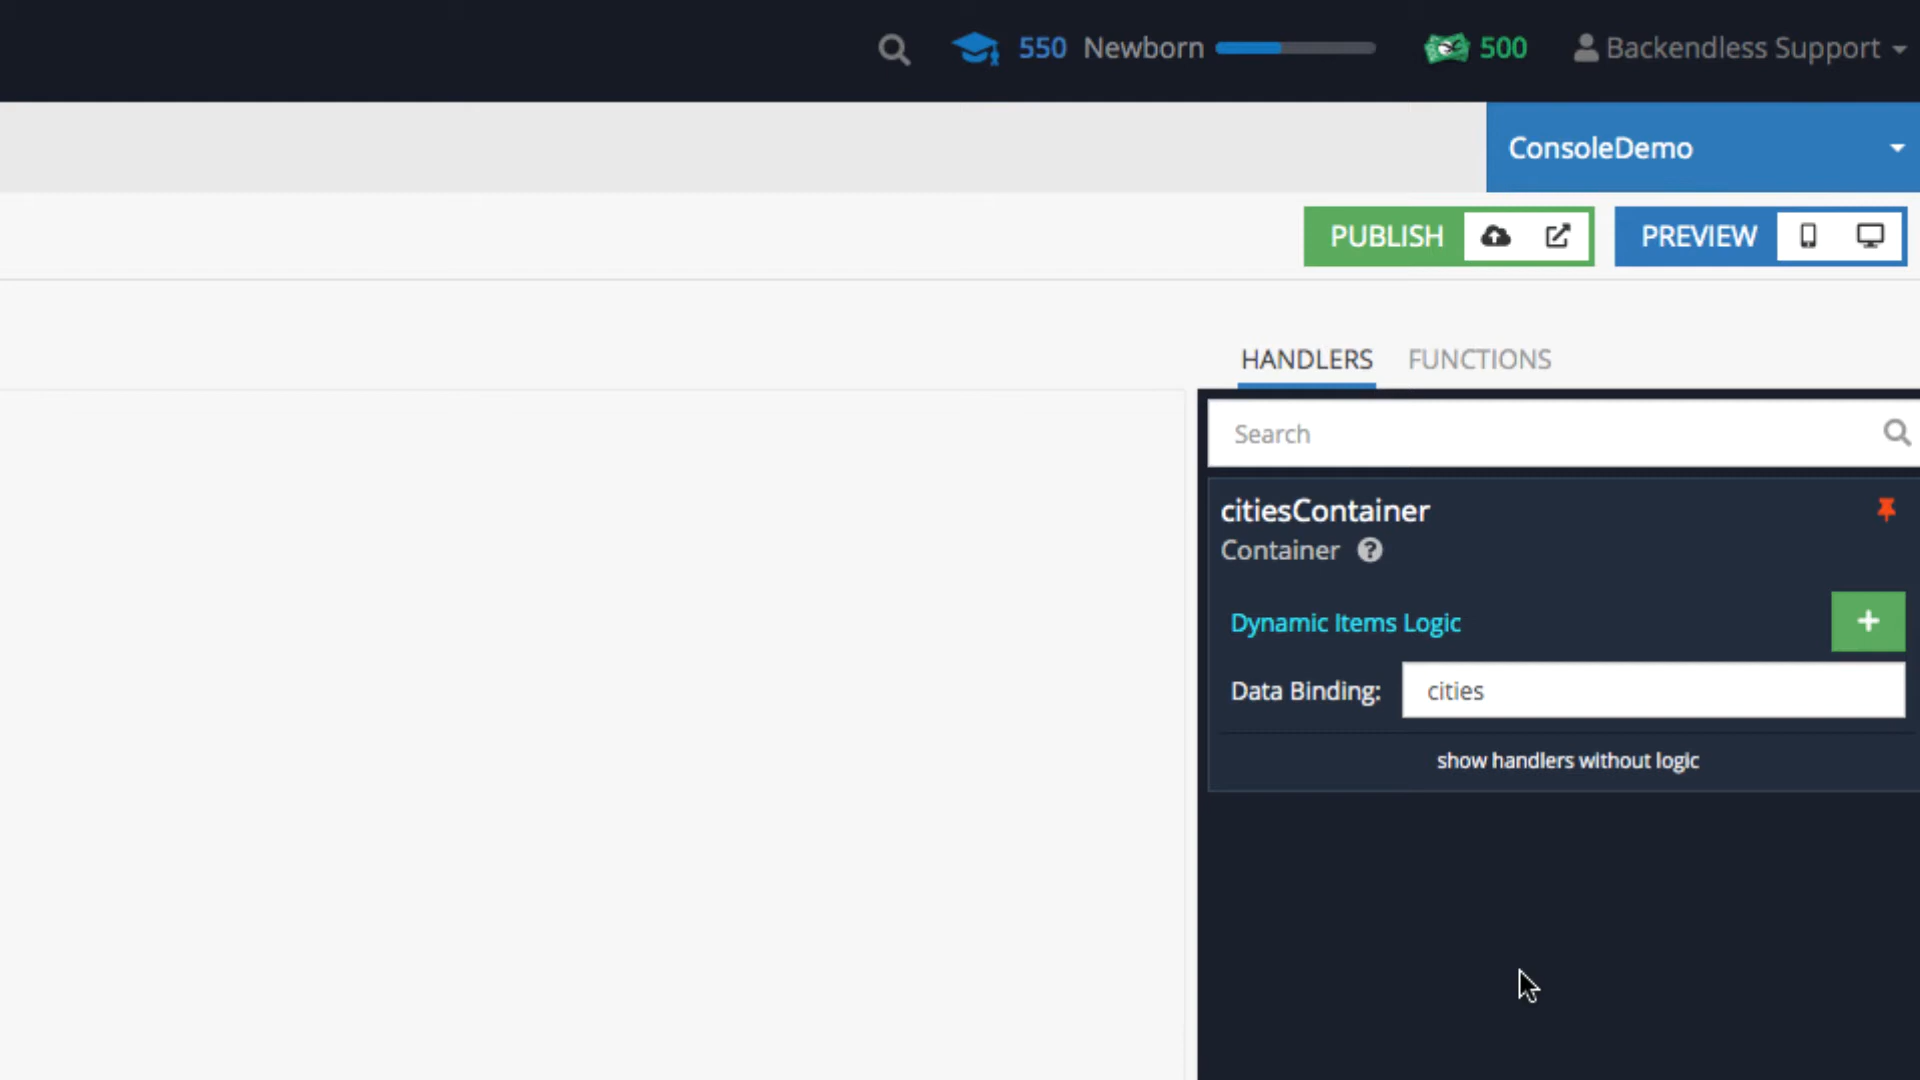 550 Newborn 500 Backendless Support
ConsoleDemo
PUBLISH PREVIEW
HANDLERS FUNCTIONS
Search
citiesContainer
Container
Dynamic Items Logic
Data Binding: cities
show handlers without logic